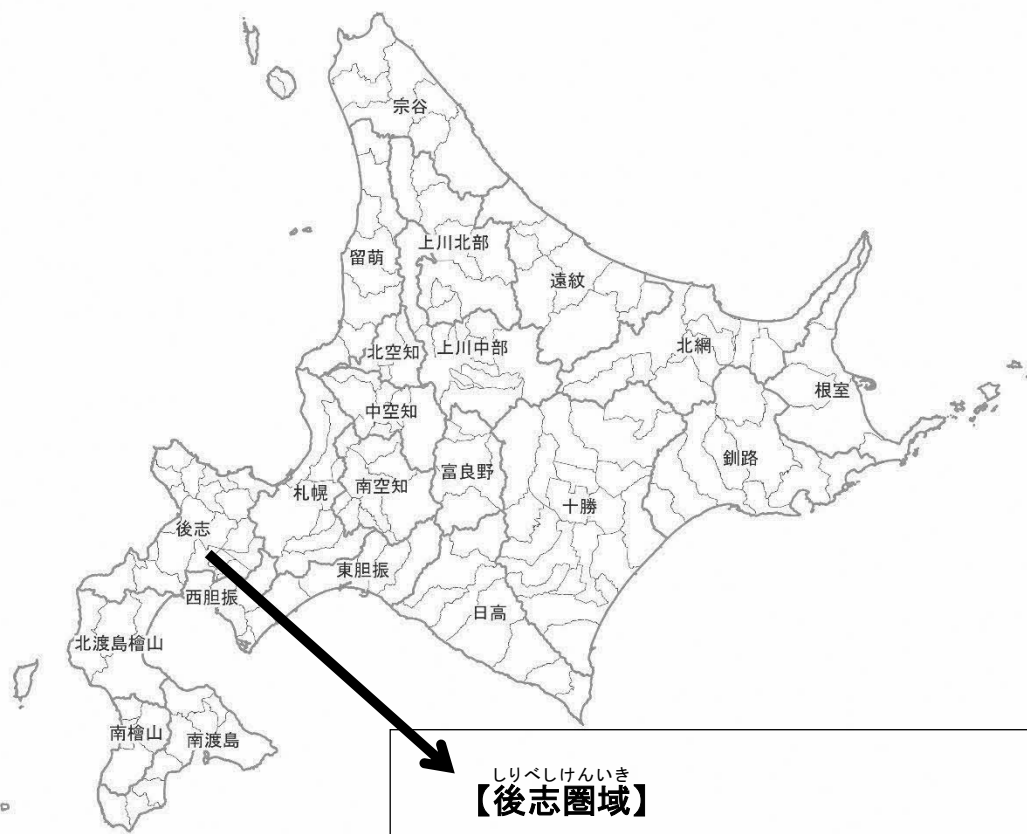 宗谷
上川北部
留萌
遠紋
北空知
上川中部
北網
根室
中空知
釧路
富良野
札幌
南空知
十勝
後志
東胆振
西胆振
日高
北渡島檜山
南檜山
南渡島
しりべしけんいき
【後志圏域】